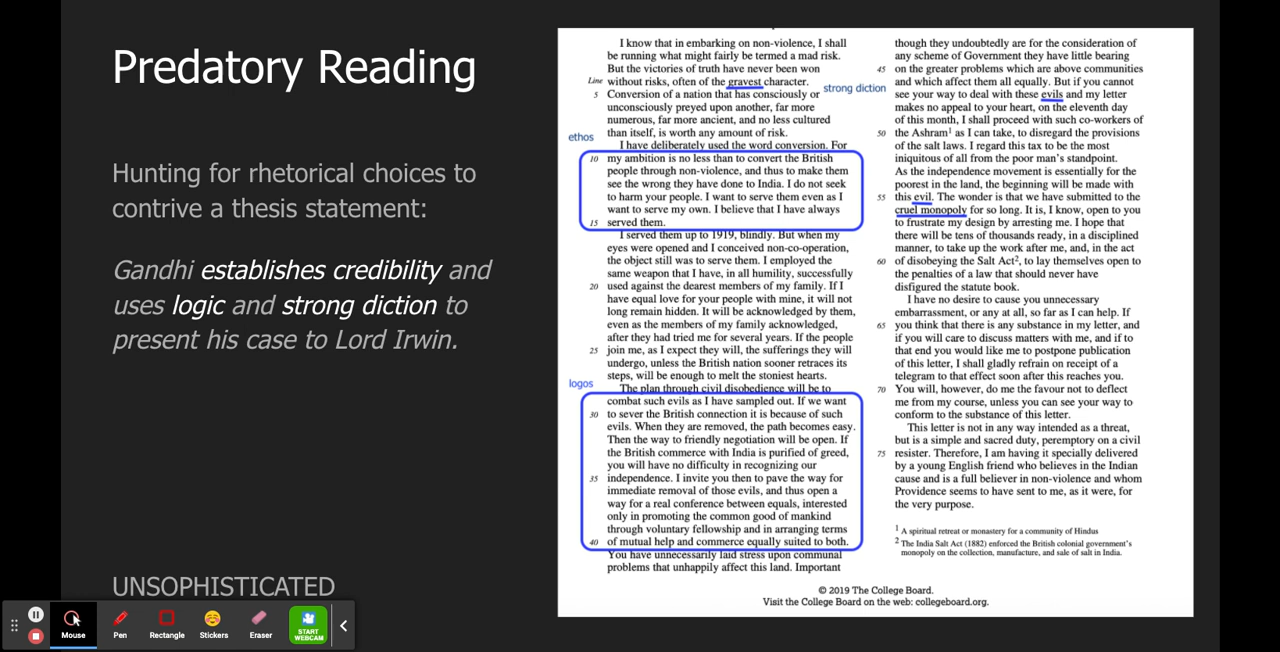 Predatory Reading
Hunting for rhetorical choices to
contrive a thesis statement:
Gandhi establishes credibility and
uses logic and strong diction to
present his case to Lord Irwin.
UNSOPHISTICATED
I know that in embarking on non-violence, I shall
be running what might fairly be termed a mad risk.
But the victories of truth have never been won
Line without risks, often of the gravest character.
5 Conversion of a nation that has consciously or
unconsciously preyed upon another, far more
numerous, far more ancient, and no less cultured
than itself, is worth any amount of risk.
I have deliberately used the word conversion. For
10 my ambition is no less than to convert the British
people through non-violence, and thus to make them
see the wrong they have done to India. I do not seek
to harm your people. I want to serve them even as I
want to serve my own. I believe that I have always
15 served them.
I served them up to 1919, blindly. But when my
eyes were opened and I conceived non-co-operation,
the object still was to serve them. I employed the
same weapon that I have, in all humility, successfully
20 used against the dearest members of my family. If I
have equal love for your people with mine, it will not
long remain hidden. It will be acknowledged by them,
even as the members of my family acknowledged,
after they had tried me for several years. If the people
25 join me, as I expect they will, the sufferings they will
undergo, unless the British nation sooner retraces its
steps, will be enough to melt the stoniest hearts.
The plan through civil disobedience will be to
combat such evils as I have sampled out. If we want
30 to sever the British connection it is because of such
evils. When they are removed, the path becomes easy.
Then the way to friendly negotiation will be open. If
the British commerce with India is purified of greed,
you will have no difficulty in recognizing our
35 independence. I invite you then to pave the way for
immediate removal of those evils, and thus open a
way for a real conference between equals, interested
only in promoting the common good of mankind
through voluntary fellowship and in arranging terms
40 of mutual help and commerce equally suited to both.
You have unnecessarily laid stress upon communal
problems that unhappily affect this land. Important
strong diction
ethos
logos
though they undoubtedly are for the consideration of
any scheme of Government they have little bearing
45 on the greater problems which are above communities
and which affect them all equally. But if you cannot
see your way to deal with these evils and my letter
makes no appeal to your heart, on the eleventh day
of this month, I shall proceed with such co-workers of
50 the Ashram1 as I can take, to disregard the provisions
of the salt laws. I regard this tax to be the most
iniquitous of all from the poor man's standpoint.
As the independence movement is essentially for the
poorest in the land, the beginning will be made with
55 this evil. The wonder is that we have submitted to the
cruel monopoly for so long. It is, I know, open to you
to frustrate my design by arresting me. I hope that
there will be tens of thousands ready, in a disciplined
manner, to take up the work after me, and, in the act
60 of disobeying the Salt Act2, to lay themselves open to
the penalties of a law that should never have
disfigured the statute book.
I have no desire to cause you unnecessary
embarrassment, or any at all, so far as I can help. If
65 you think that there is any substance in my letter, and
if you will care to discuss matters with me, and if to
that end you would like me to postpone publication
of this letter, I shall gladly refrain on receipt of a
telegram to that effect soon after this reaches you.
70 You will, however, do me the favour not to deflect
me from my course, unless you can see your way to
conform to the substance of this letter.
This letter is not in any way intended as a threat,
but is a simple and sacred duty, peremptory on a civil
75 resister. Therefore, I am having it specially delivered
by a young English friend who believes in the Indian
cause and is a full believer in non-violence and whom
Providence seems to have sent to me, as it were, for
the very purpose.
1 A spiritual retreat or monastery for a community of Hindus
2 The India Salt Act (1882) enforced the British colonial government's
monopoly on the collection, manufacture, and sale of salt in India.
© 2019 The College Board.
Visit the College Board on the web: collegeboard.org.
Mouse
Pen
Rectangle
Stickers
Eraser
START
WEBCAM